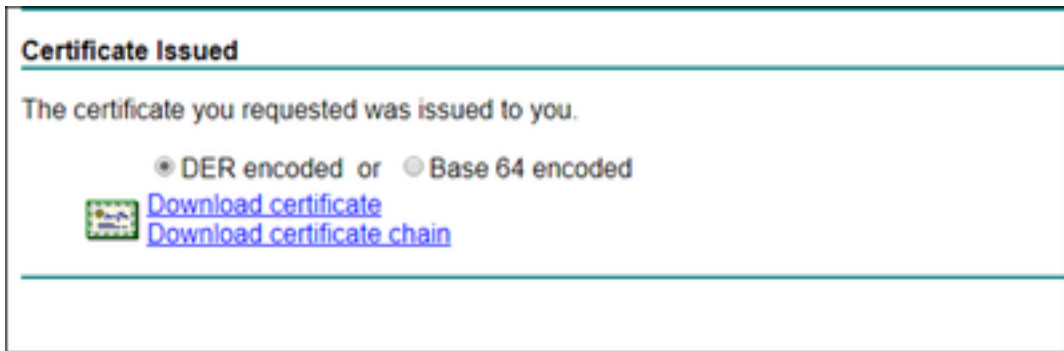 Certificate Issued
The certificate you requested was issued to you.
DER encoded or Base 64 encoded
Download certificate
Download certificate chain